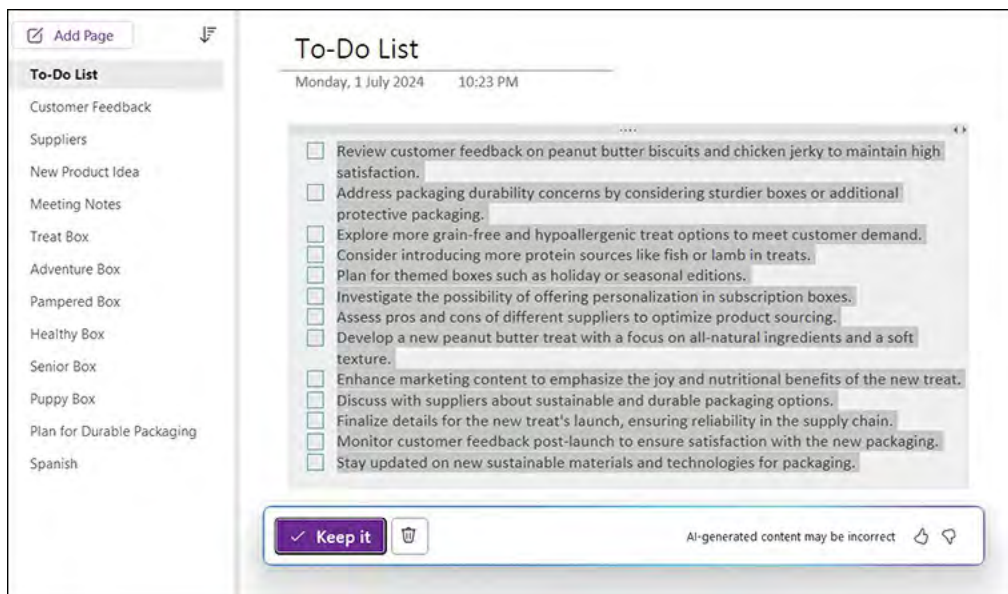 Add Page
To-Do List
Customer Feedback
Suppliers
New Product Idea
Meeting Notes
Treat Box
Adventure Box
Pampered Box
Healthy Box
Senior Box
Puppy Box
Plan for Durable Packaging
Spanish
To-Do List
Monday, 1 July 2024 10:23 PM
Review customer feedback on peanut butter biscuits and chicken jerky to maintain high
satisfaction.
Address packaging durability concerns by considering sturdier boxes or additional
protective packaging.
Explore more grain-free and hypoallergenic treat options to meet customer demand.
Consider introducing more protein sources like fish or lamb in treats.
Plan for themed boxes such as holiday or seasonal editions.
Investigate the possibility of offering personalization in subscription boxes.
Assess pros and cons of different suppliers to optimize product sourcing.
Develop a new peanut butter treat with a focus on all-natural ingredients and a soft
texture.
Enhance marketing content to emphasize the joy and nutritional benefits of the new treat.
Discuss with suppliers about sustainable and durable packaging options.
Finalize details for the new treat's launch, ensuring reliability in the supply chain.
Monitor customer feedback post-launch to ensure satisfaction with the new packaging.
Stay updated on new sustainable materials and technologies for packaging.
Keep it
AI-generated content may be incorrect